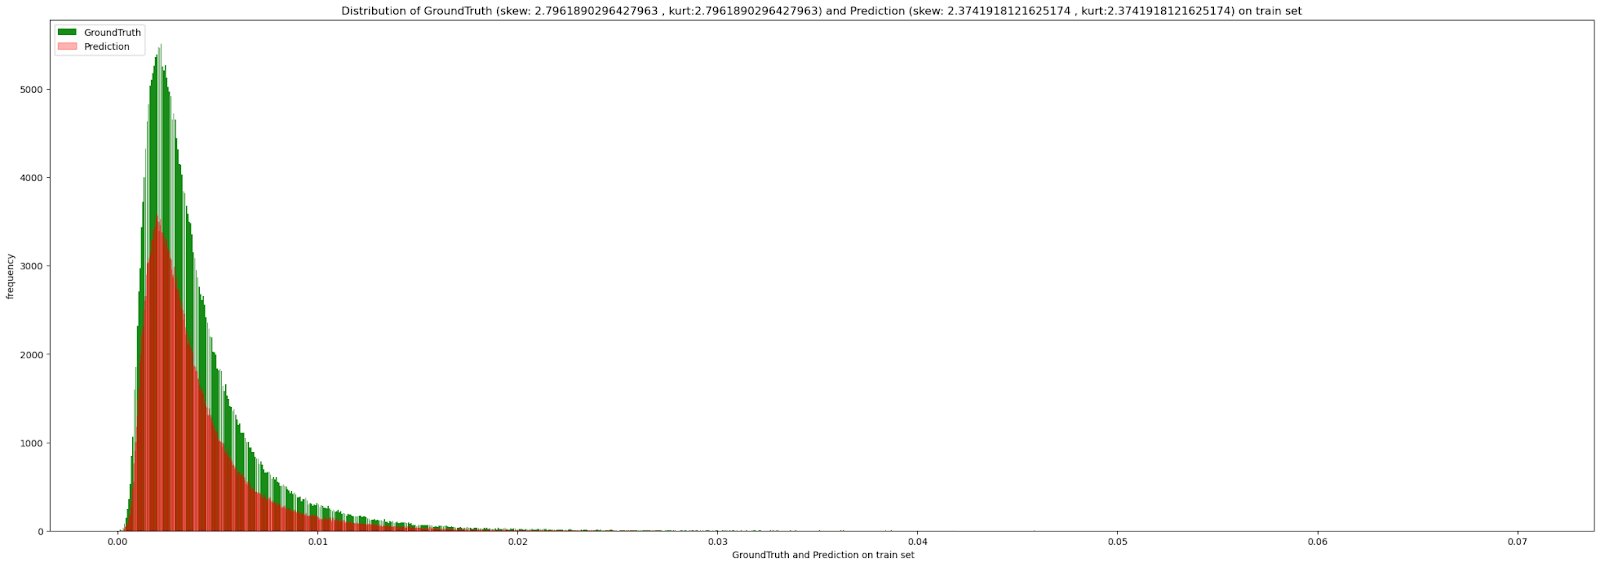 Distribution of GroundTruth (skew: 2.7961890296427963 , kurt:2.7961890296427963) and Prediction (skew: 2.3741918121625174 , kurt:2.3741918121625174) on train set
GroundTruth
Prediction
5000
4000
3000
2000
1000
0
frequency
0.00 0.01 0.02 0.03 0.04 0.05 0.06 0.07
GroundTruth and Prediction on train set